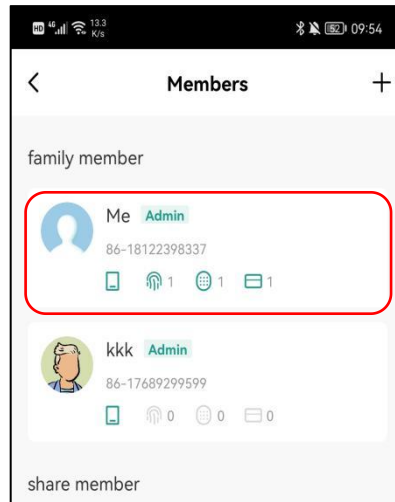 HD 4G 13.3 K/s 52 09:54
Members
family member
Me Admin
86-18122398337
1 1 1
kkk Admin
86-17689299599
0 0 0
share member